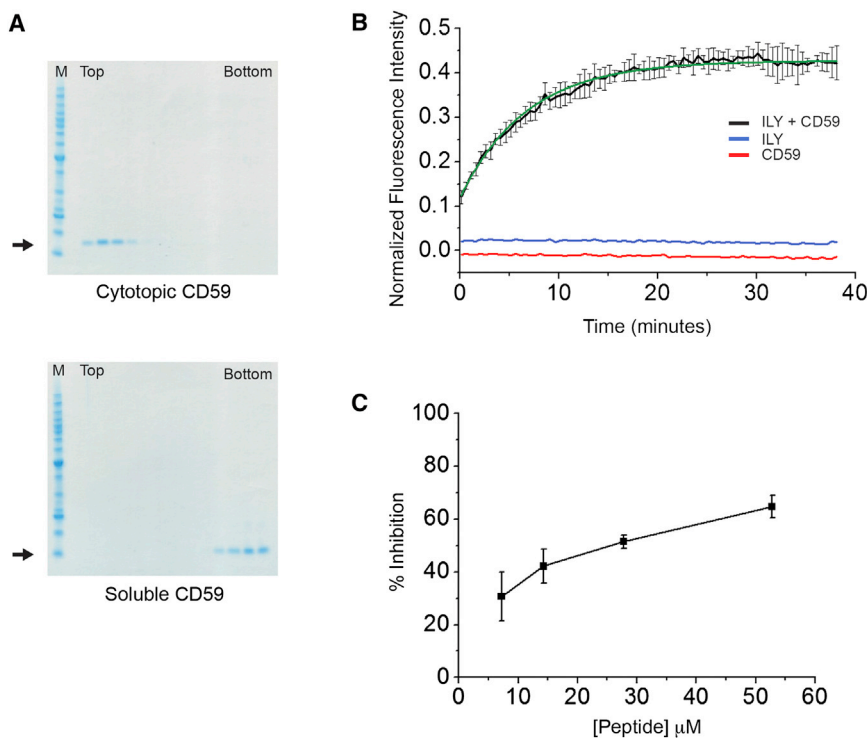 A
M Top Bottom
Cytotopic CD59
M Top Bottom
Soluble CD59
B
Normalized Fluorescence Intensity
0.5
0.4
0.3
0.2
0.1
0.0
ILY + CD59
ILY
CD59
0 10 20 30 40
Time (minutes)
C
% Inhibition
100
80
60
40
20
0
0 10 20 30 40 50 60
[Peptide] µM